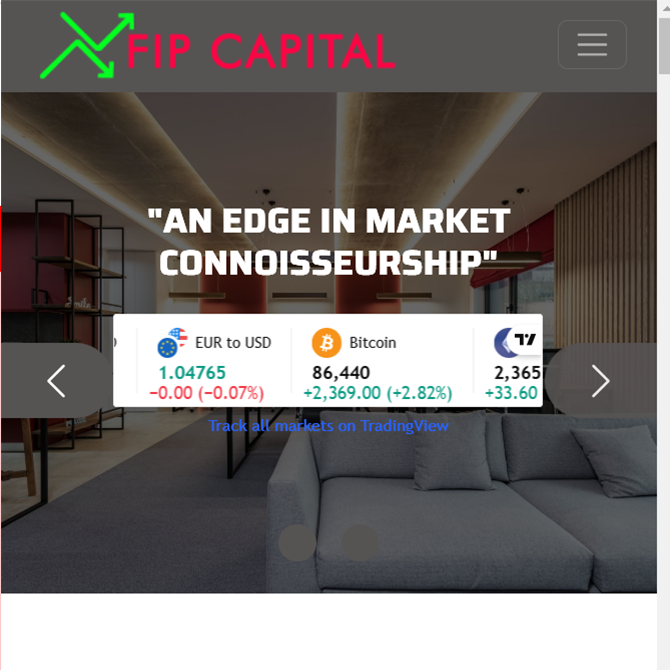 FIP CAPITAL
"AN EDGE IN MARKET
CONNOISSEURSHIP"
EUR to USD
1.04765
−0.00 (−0.07%)
Bitcoin
86,440
+2,369.00 (+2.82%)
2,365
+33.60
Track all markets on TradingView